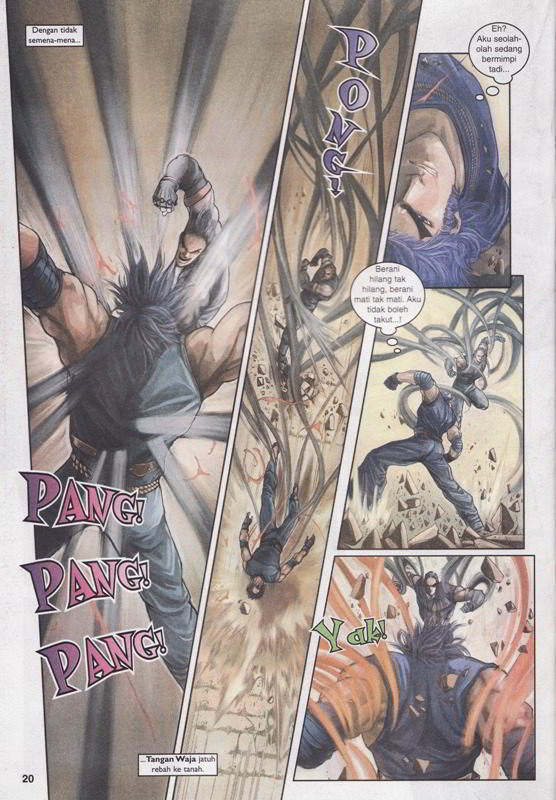 Dengan tidak
semena-mena...
PANG!
PANG!
PANG!
PONG!
...Tangan Waja jatuh
rebah ke tanah.
Eh?
Aku seolah-
olah sedang
bermimpi
tadi...
Berani
hilang tak
hilang, berani
mati tak mati. Aku
tidak boleh
takut...!
Yak!
20